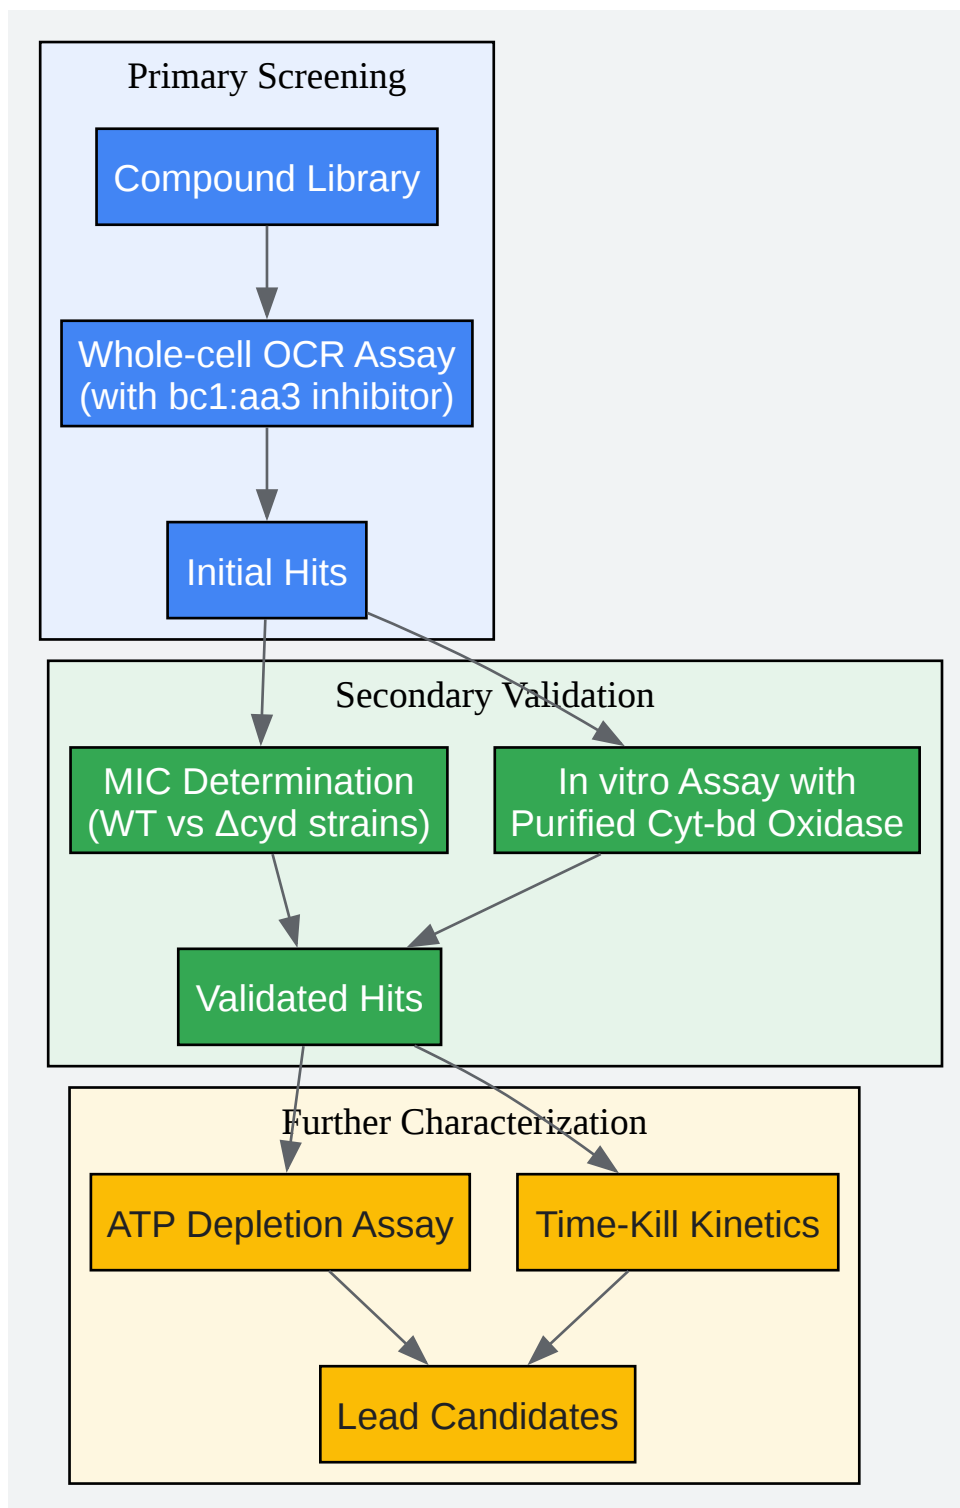 Primary Screening
Compound Library
Whole-cell OCR Assay
(with bc1:aa3 inhibitor)
Initial Hits
Secondary Validation
MIC Determination
(WT vs Δcyd strains)
In vitro Assay with
Purified Cyt-bd Oxidase
Validated Hits
Further Characterization
ATP Depletion Assay
Time-Kill Kinetics
Lead Candidates